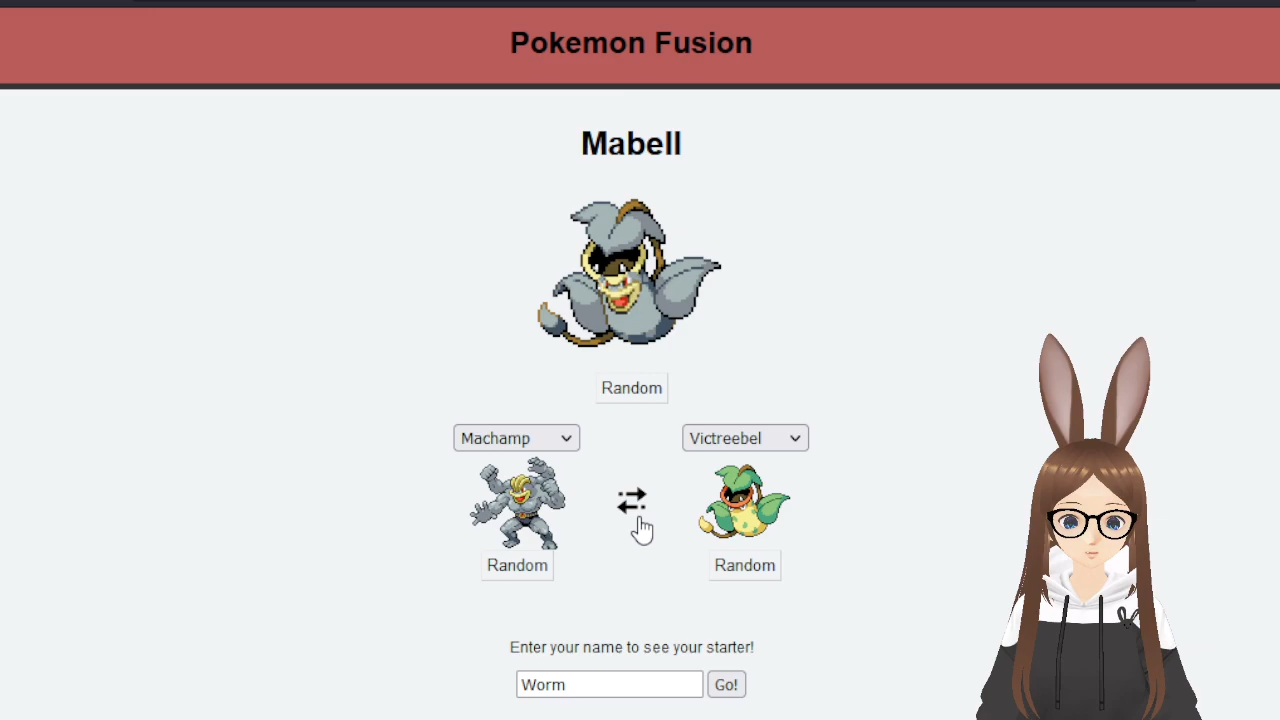 Pokemon Fusion
Mabell
Random
Machamp
Victreebel
Random
Random
Enter your name to see your starter!
Worm
Go!